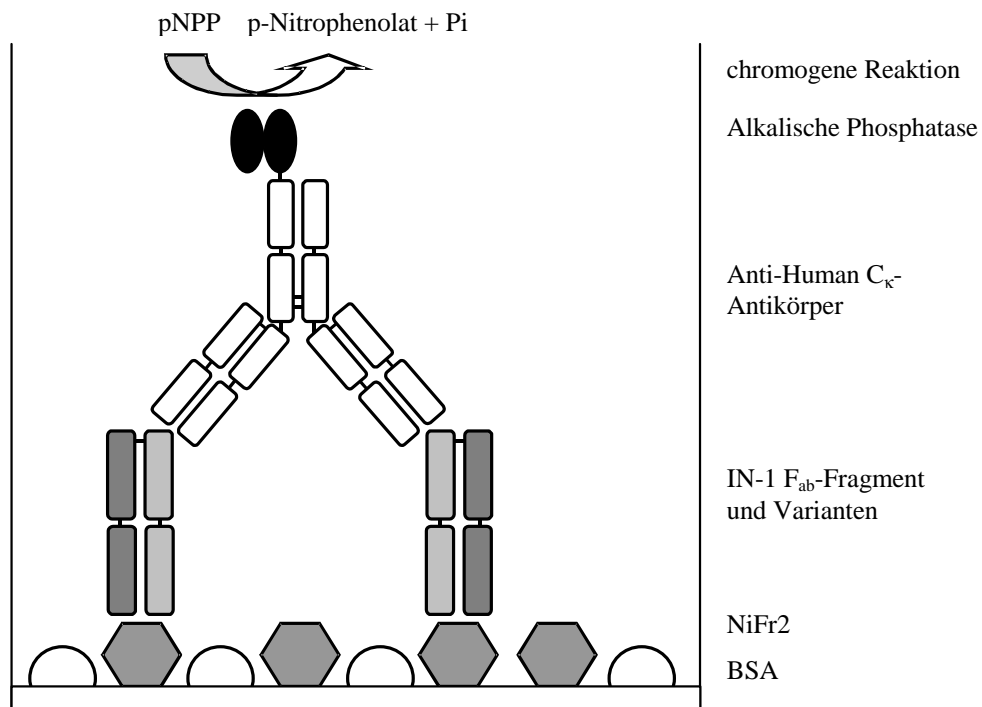 pNPP p-Nitrophenolat + Pi
chromogene Reaktion
Alkalische Phosphatase
Anti-Human Cκ-
Antikörper
IN-1 Fab-Fragment
und Varianten
NiFr2
BSA